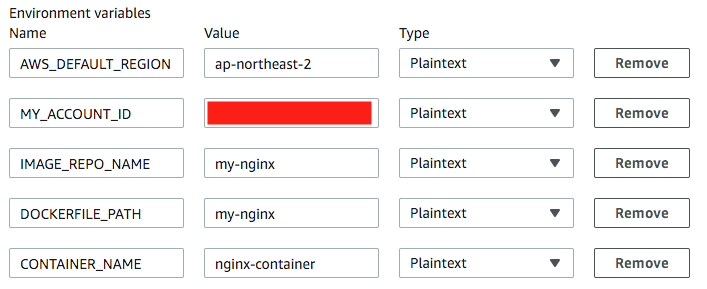 Environment variables
Name Value Type
AWS_DEFAULT_REGION ap-northeast-2 Plaintext Remove
MY_ACCOUNT_ID Plaintext Remove
IMAGE_REPO_NAME my-nginx Plaintext Remove
DOCKERFILE_PATH my-nginx Plaintext Remove
CONTAINER_NAME nginx-container Plaintext Remove